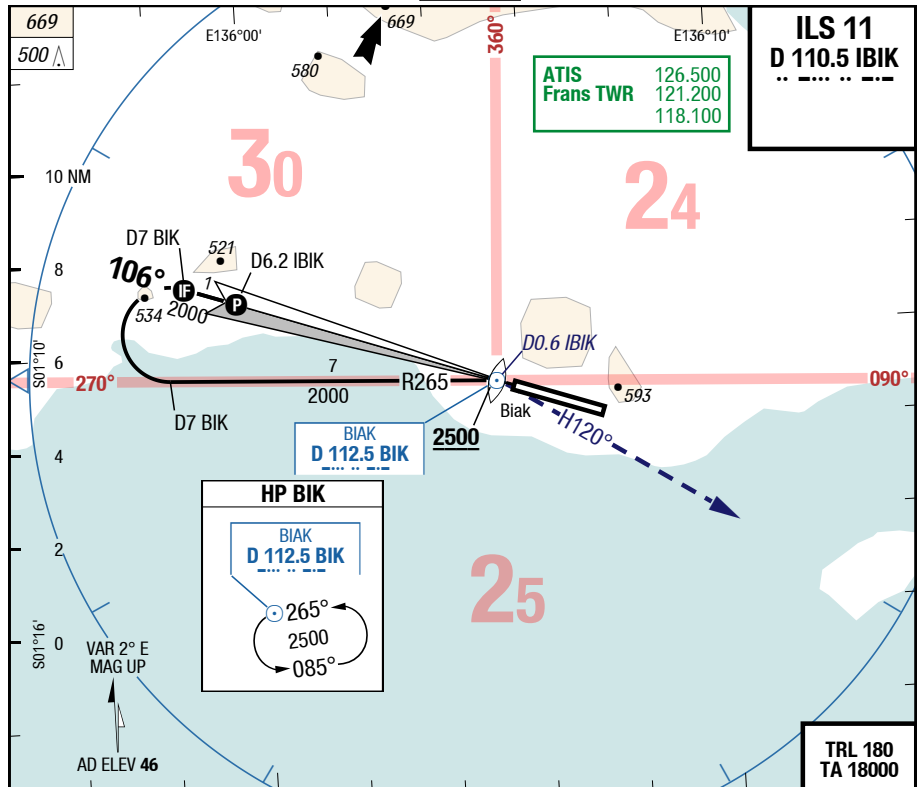 669
500
E136°00'
669
580
360°
E136°10'
ILS 11
D 110.5 IBIK
ATIS 126.500
Frans TWR 121.200
118.100
30
24
10 NM
D7 BIK
521
D6.2 IBIK
8
106°
IF
1
P
534
2000
D0.6 IBIK
6
S01°10'
7
270°
R265
090°
2000
593
D7 BIK
Biak
2500
H120°
BIAK
D 112.5 BIK
4
HP BIK
BIAK
D 112.5 BIK
25
2
265°
2500
085°
S01°16'
0
VAR 2° E
MAG UP
AD ELEV 46
TRL 180
TA 18000